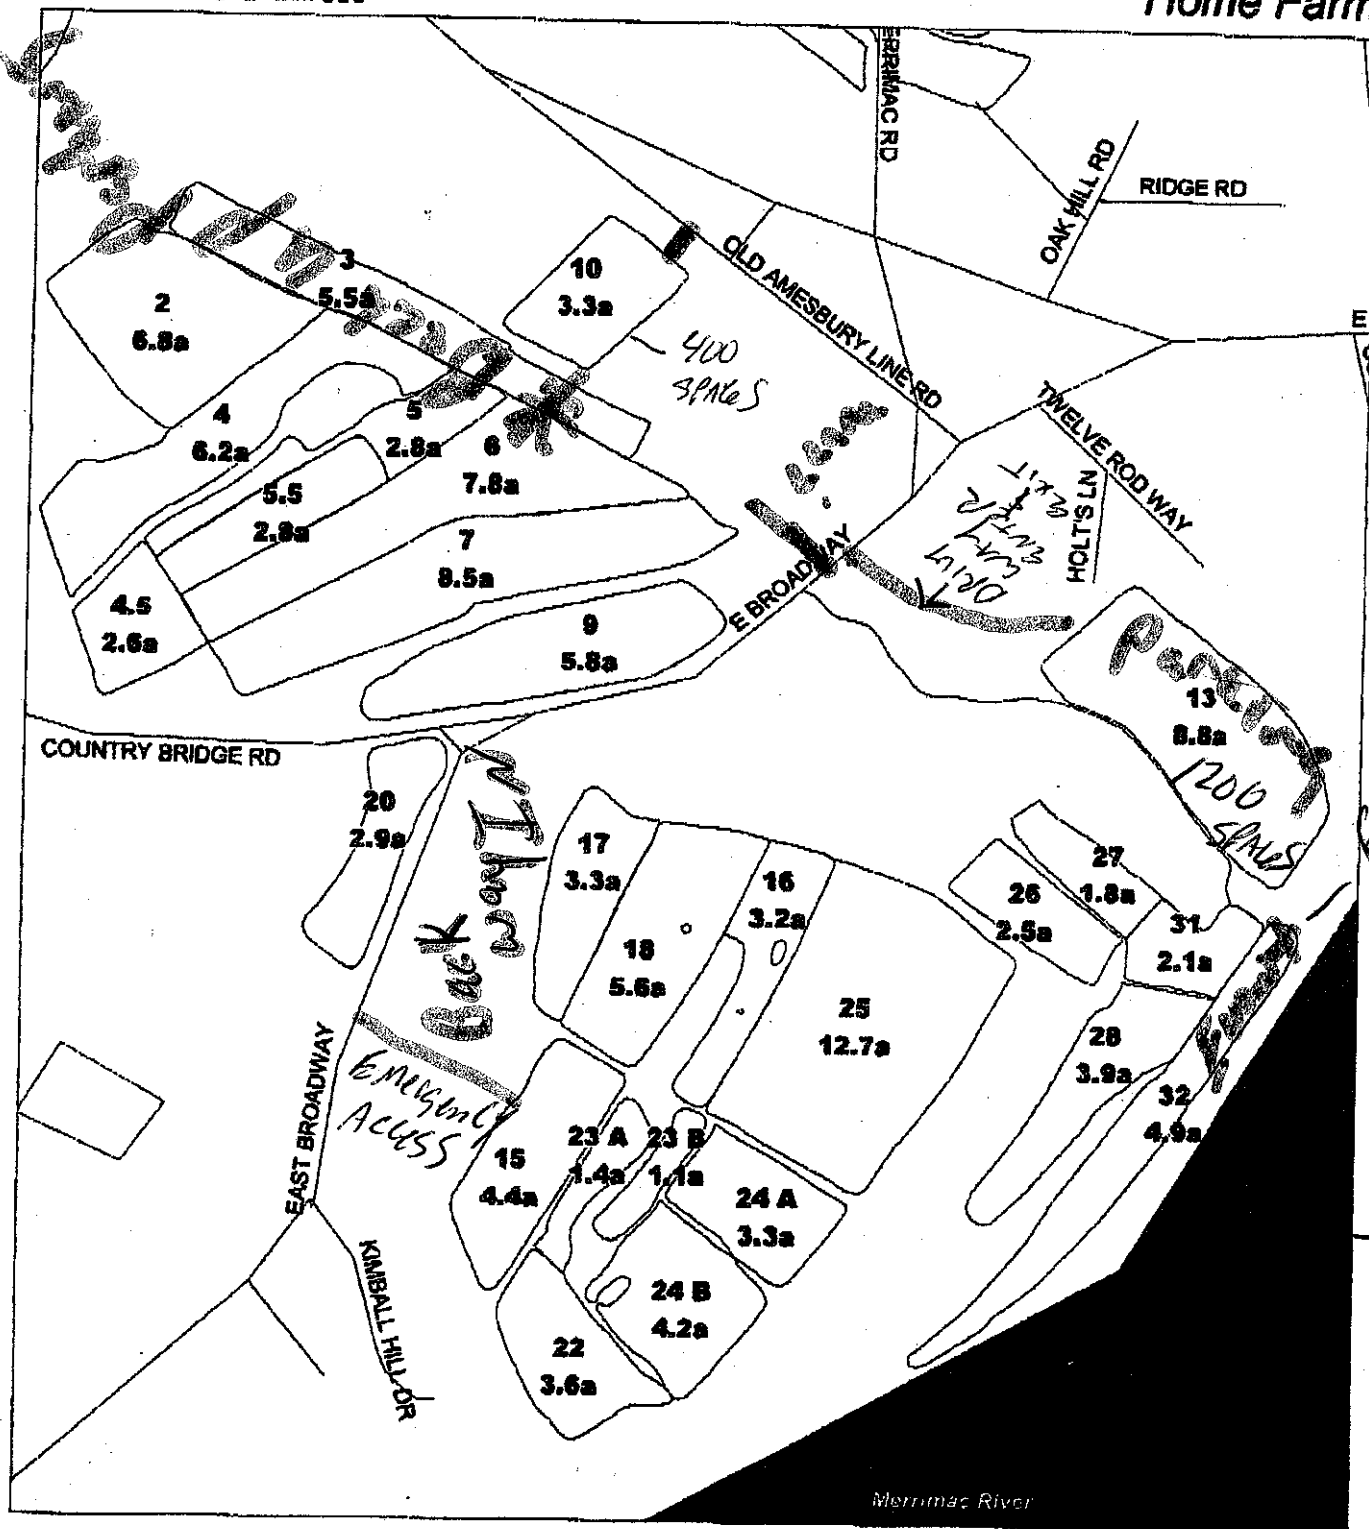 Home Farm
ERRIMAC RD
OAK HILL RD
RIDGE RD
OLD AMESBURY LINE RD
TWELVE ROD WAY
HOLT'S LN
E
2
6.8a
3
5.5a
10
3.3a
400
SPACES
4
6.2a
5
2.8a
6
7.8a
5.5
2.8a
7
8.5a
4.5
2.6a
9
5.8a
E BROADWAY
DRIVE
WAY
ENTER
& EXIT
Parking
13
8.8a
1200
SPACES
COUNTRY BRIDGE RD
20
2.9a
Back
way IN
17
3.3a
18
5.6a
16
3.2a
25
12.7a
26
2.5a
27
1.8a
31
2.1a
28
3.9a
32
4.9a
EAST BROADWAY
Emergency
Access
15
4.4a
23 A
1.4a
23 B
1.1a
24 A
3.3a
24 B
4.2a
22
3.6a
KIMBALL HILL DR
Merrimac River